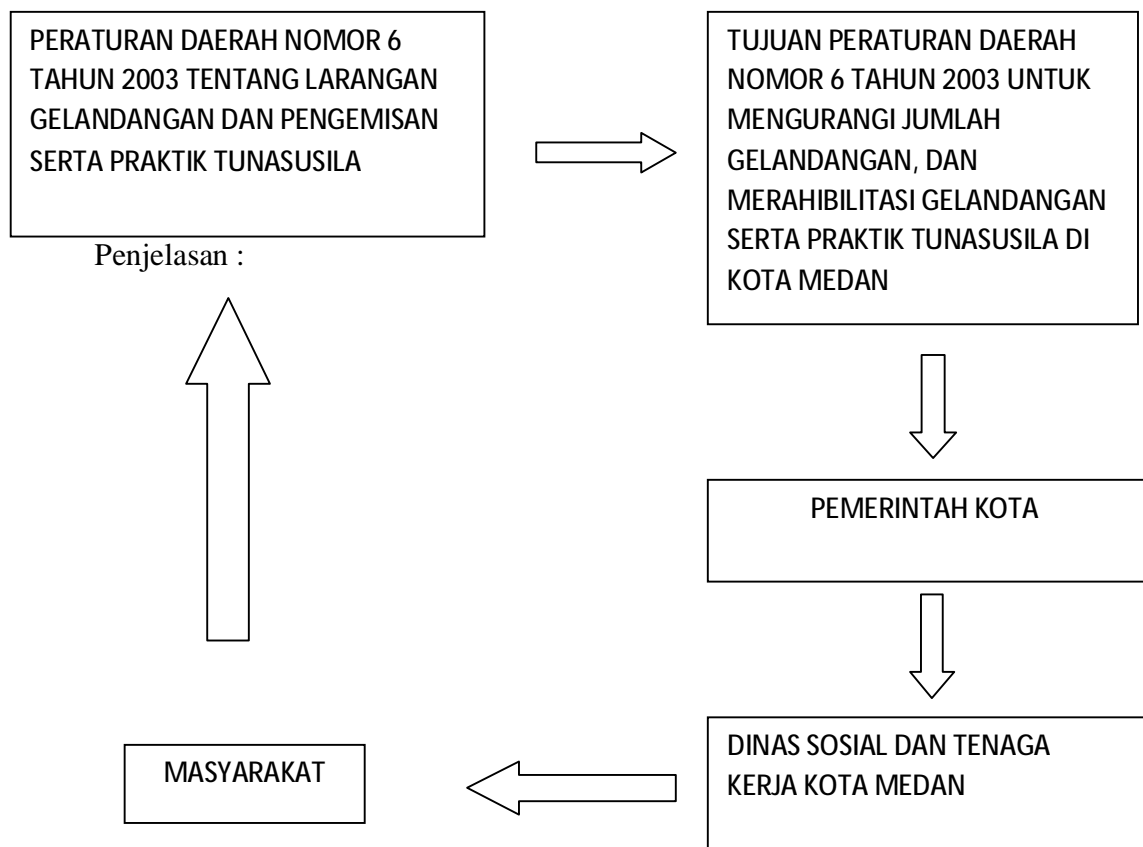 PERATURAN DAERAH NOMOR 6
TAHUN 2003 TENTANG LARANGAN
GELANDANGAN DAN PENGEMISAN
SERTA PRAKTIK TUNASUSILA
TUJUAN PERATURAN DAERAH
NOMOR 6 TAHUN 2003 UNTUK
MENGURANGI JUMLAH
GELANDANGAN, DAN
MERAHIBILITASI GELANDANGAN
SERTA PRAKTIK TUNASUSILA DI
KOTA MEDAN
Penjelasan :
PEMERINTAH KOTA
DINAS SOSIAL DAN TENAGA
KERJA KOTA MEDAN
MASYARAKAT